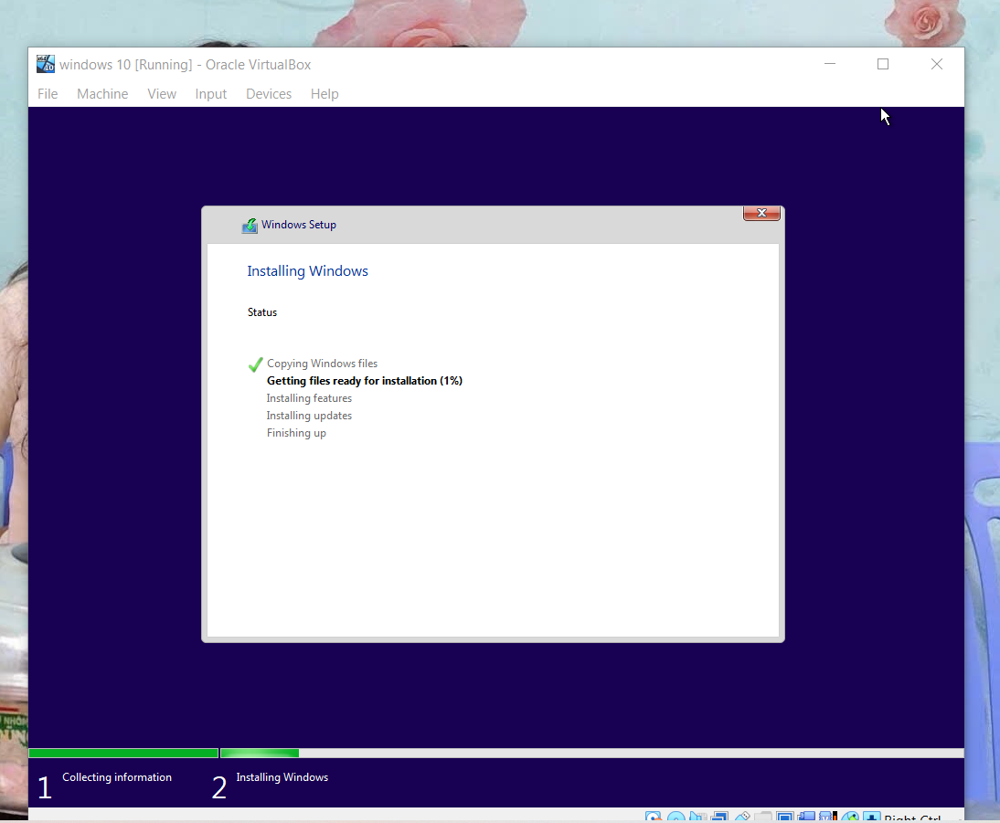 windows 10 [Running] - Oracle VirtualBox
File Machine View Input Devices Help
Windows Setup
Installing Windows
Status
Copying Windows files
Getting files ready for installation (1%)
Installing features
Installing updates
Finishing up
1 Collecting information
2 Installing Windows
Right Ctrl